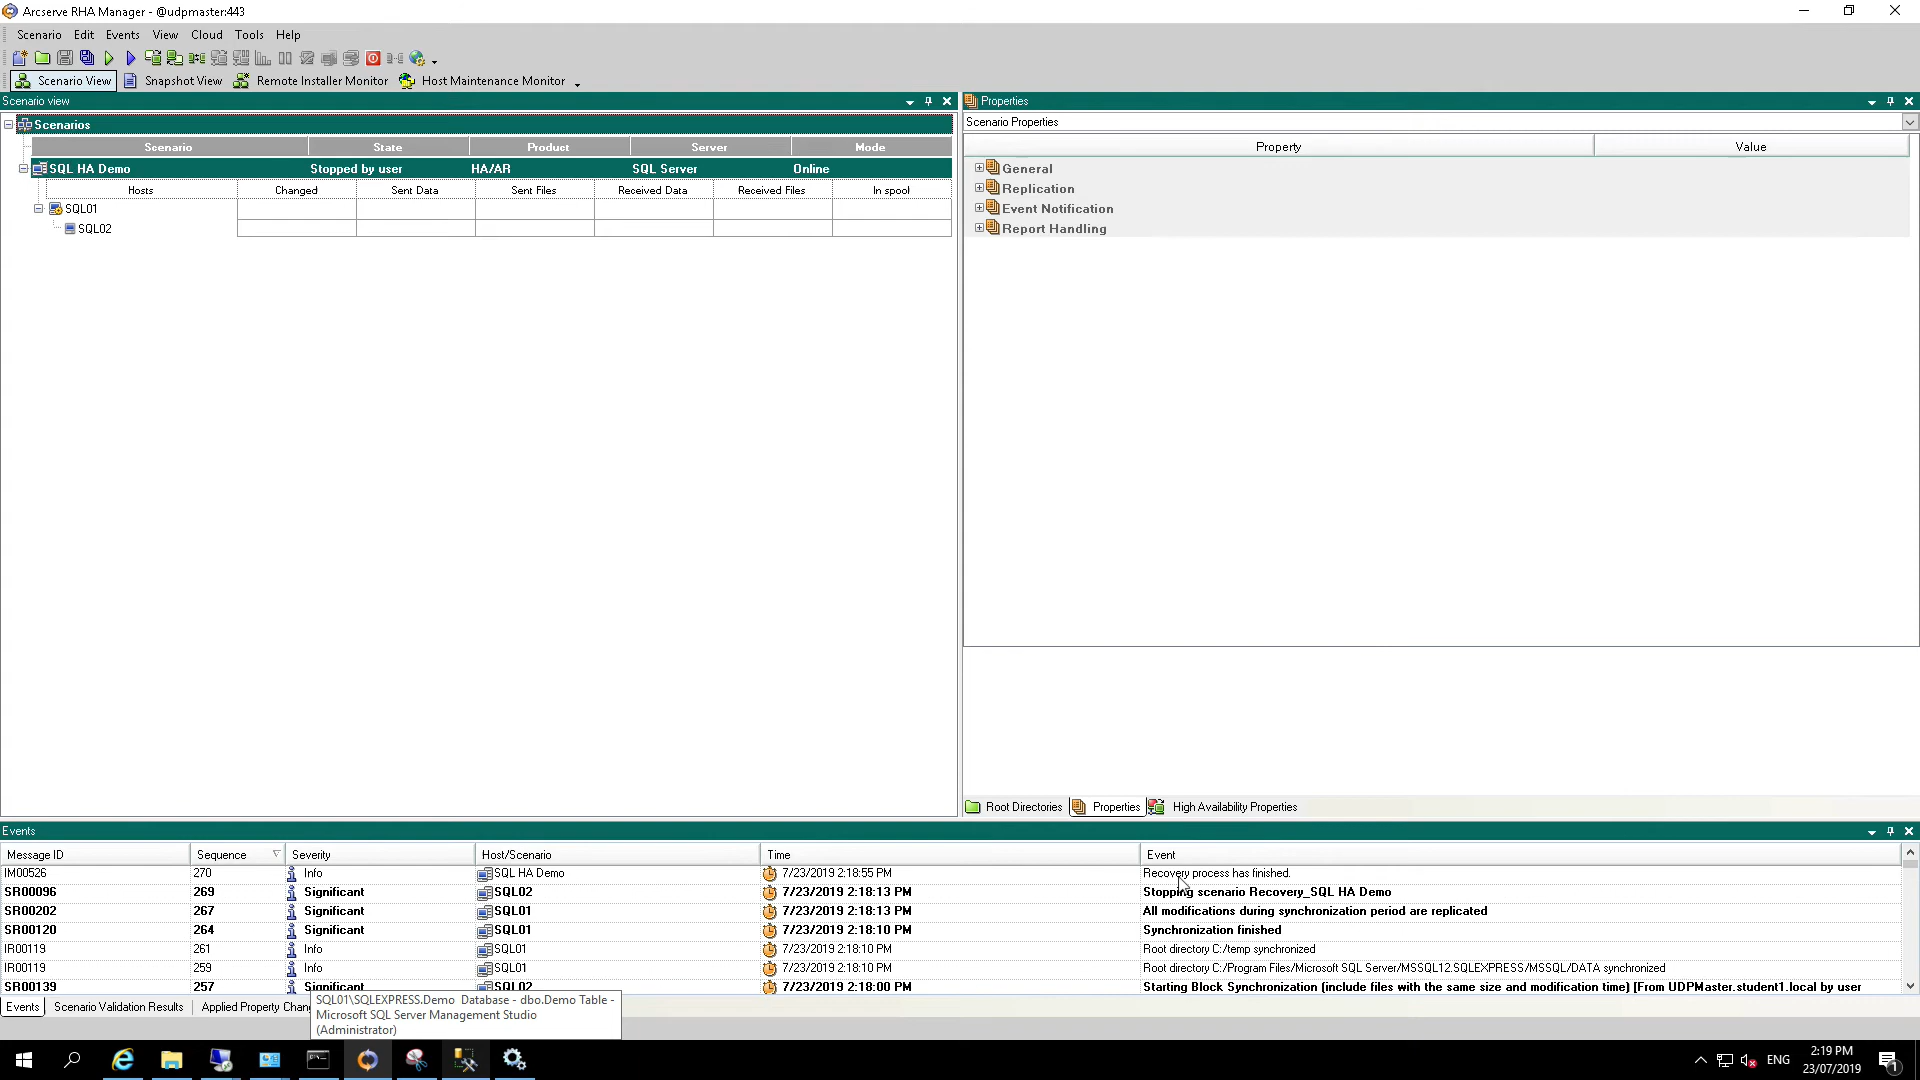 Arcserve RHA Manager - @udpmaster:443
Scenario Edit Events View Cloud Tools Help
Scenario View Snapshot View Remote Installer Monitor Host Maintenance Monitor
Scenario view
Scenarios
Scenario State Product Server Mode
SQL HA Demo Stopped by user HA/AR SQL Server Online
Hosts Changed Sent Data Sent Files Received Data Received Files In spool
SQL01
SQL02
Properties
Scenario Properties
Property Value
General
Replication
Event Notification
Report Handling
Root Directories Properties High Availability Properties
Events
Message ID Sequence Severity Host/Scenario Time Event
IM00526 270 Info SQL HA Demo 7/23/2019 2:18:55 PM Recovery process has finished.
SR00096 269 Significant SQL02 7/23/2019 2:18:13 PM Stopping scenario Recovery_SQL HA Demo
SR00202 267 Significant SQL01 7/23/2019 2:18:13 PM All modifications during synchronization period are replicated
SR00120 264 Significant SQL01 7/23/2019 2:18:10 PM Synchronization finished
IR00119 261 Info SQL01 7/23/2019 2:18:10 PM Root directory C:/temp synchronized
IR00119 259 Info SQL01 7/23/2019 2:18:10 PM Root directory C:/Program Files/Microsoft SQL Server/MSSQL12.SQLEXPRESS/MSSQL/DATA synchronized
SR00139 257 Significant SQL02 7/23/2019 2:18:00 PM Starting Block Synchronization (include files with the same size and modification time) [From UDPMaster.student1.local by user
Events Scenario Validation Results Applied Property Chan
SQL01\SQLEXPRESS.Demo Database - dbo.Demo Table -
Microsoft SQL Server Management Studio
(Administrator)
ENG
2:19 PM
23/07/2019
1